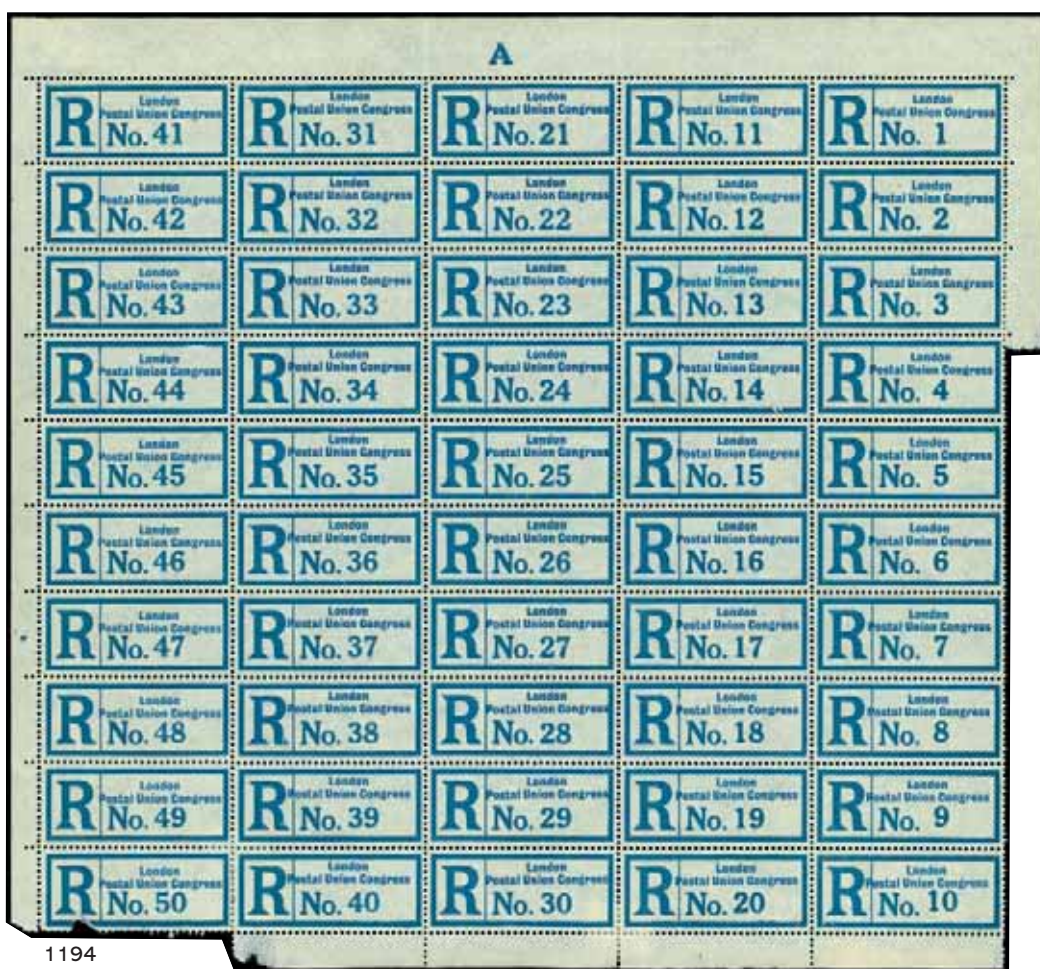 A
London London London London London
R Postal Union Congress R Postal Union Congress R Postal Union Congress R Postal Union Congress R Postal Union Congress
No. 41 No. 31 No. 21 No. 11 No. 1
London London London London London
R Postal Union Congress R Postal Union Congress R Postal Union Congress R Postal Union Congress R Postal Union Congress
No. 42 No. 32 No. 22 No. 12 No. 2
London London London London London
R Postal Union Congress R Postal Union Congress R Postal Union Congress R Postal Union Congress R Postal Union Congress
No. 43 No. 33 No. 23 No. 13 No. 3
London London London London London
R Postal Union Congress R Postal Union Congress R Postal Union Congress R Postal Union Congress R Postal Union Congress
No. 44 No. 34 No. 24 No. 14 No. 4
London London London London London
R Postal Union Congress R Postal Union Congress R Postal Union Congress R Postal Union Congress R Postal Union Congress
No. 45 No. 35 No. 25 No. 15 No. 5
London London London London London
R Postal Union Congress R Postal Union Congress R Postal Union Congress R Postal Union Congress R Postal Union Congress
No. 46 No. 36 No. 26 No. 16 No. 6
London London London London London
R Postal Union Congress R Postal Union Congress R Postal Union Congress R Postal Union Congress R Postal Union Congress
No. 47 No. 37 No. 27 No. 17 No. 7
London London London London London
R Postal Union Congress R Postal Union Congress R Postal Union Congress R Postal Union Congress R Postal Union Congress
No. 48 No. 38 No. 28 No. 18 No. 8
London London London London London
R Postal Union Congress R Postal Union Congress R Postal Union Congress R Postal Union Congress R Postal Union Congress
No. 49 No. 39 No. 29 No. 19 No. 9
London London London London London
R Postal Union Congress R Postal Union Congress R Postal Union Congress R Postal Union Congress R Postal Union Congress
No. 50 No. 40 No. 30 No. 20 No. 10
1194